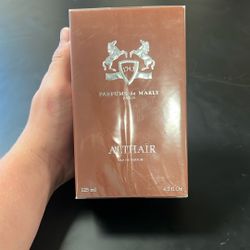 PARFUMS de MARLY
PARIS
ALTHAÏR
EAU DE PARFUM
125 ml 4.2 fl.oz